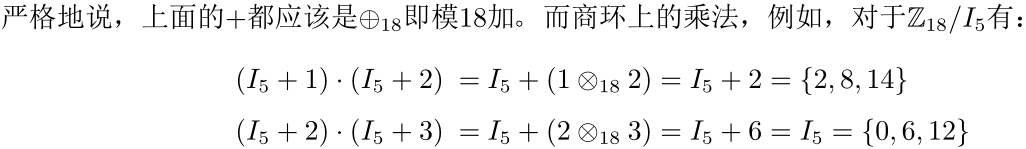 严格地说，上面的+都应该是⊕₁₈即模18加。而商环上的乘法，例如，对于ℤ₁₈/I₅有：
(I₅ + 1) · (I₅ + 2) = I₅ + (1 ⊗₁₈ 2) = I₅ + 2 = {2, 8, 14}
(I₅ + 2) · (I₅ + 3) = I₅ + (2 ⊗₁₈ 3) = I₅ + 6 = I₅ = {0, 6, 12}